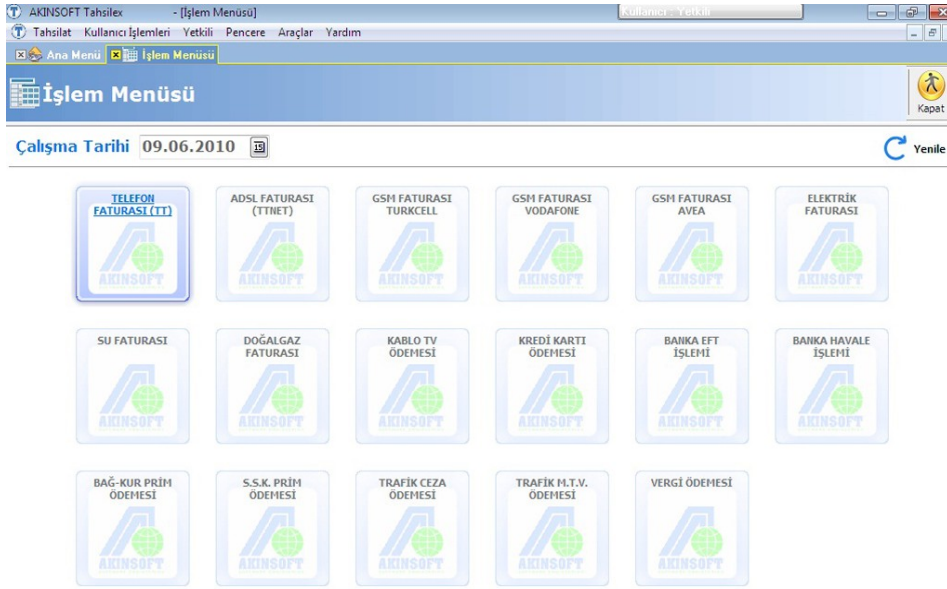 AKINSOFT Tahsilex - [İşlem Menüsü] Kullanıcı : Yetkili
Tahsilat Kullanıcı İşlemleri Yetkili Pencere Araçlar Yardım
Ana Menü İşlem Menüsü
İşlem Menüsü
Kapat
Çalışma Tarihi 09.06.2010 15
Yenile
TELEFON
FATURASI (TT)
AKINSOFT
ADSL FATURASI
(TTNET)
AKINSOFT
GSM FATURASI
TURKCELL
AKINSOFT
GSM FATURASI
VODAFONE
AKINSOFT
GSM FATURASI
AVEA
AKINSOFT
ELEKTRİK
FATURASI
AKINSOFT
SU FATURASI
AKINSOFT
DOĞALGAZ
FATURASI
AKINSOFT
KABLO TV
ÖDEMESİ
AKINSOFT
KREDİ KARTI
ÖDEMESİ
AKINSOFT
BANKA EFT
İŞLEMİ
AKINSOFT
BANKA HAVALE
İŞLEMİ
AKINSOFT
BAĞ-KUR PRİM
ÖDEMESİ
AKINSOFT
S.S.K. PRİM
ÖDEMESİ
AKINSOFT
TRAFİK CEZA
ÖDEMESİ
AKINSOFT
TRAFİK M.T.V.
ÖDEMESİ
AKINSOFT
VERGİ ÖDEMESİ
AKINSOFT